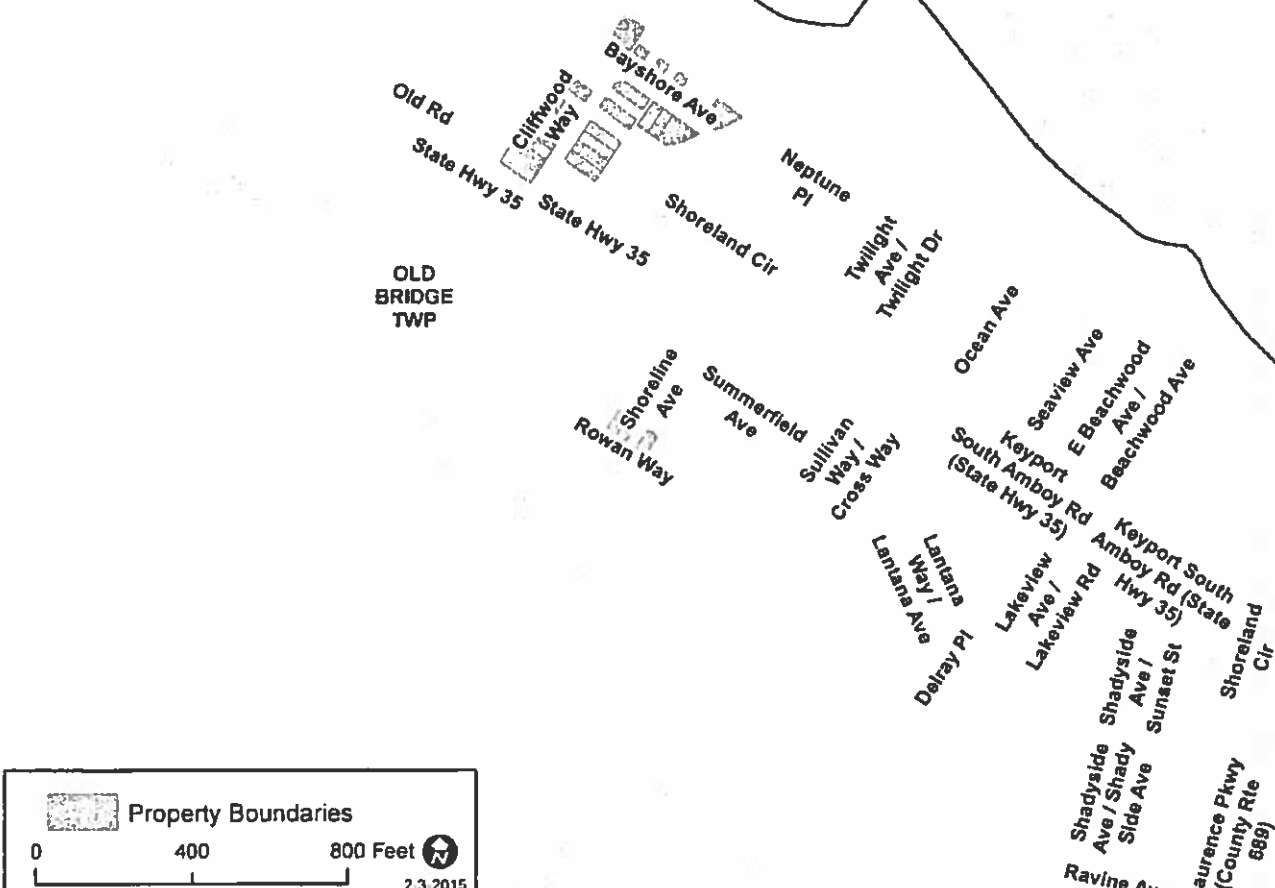 Bayshore Ave
Old Rd
Cliffwood
Way
State Hwy 35
State Hwy 35
Neptune
Pl
Shoreland Cir
Twilight
Ave /
Twilight Dr
OLD
BRIDGE
TWP
Ocean Ave
Seaview Ave
E Beachwood
Ave /
Beachwood Ave
Shoreline
Ave
Summerfield
Ave
Rowan Way
Sullivan
Way /
Cross Way
Keyport
South Amboy Rd
(State Hwy 35)
Keyport South
Amboy Rd (State
Hwy 35)
Lantana
Way /
Lantana Ave
Delray Pl
Lakeview
Ave /
Lakeview Rd
Shadyside
Ave /
Sunset St
Shoreland
Cir
Shadyside
Ave / Shady
Side Ave
aurence Pkwy
(County Rte
689)
Ravine Av
Property Boundaries
0 400 800 Feet N
2-3-2015